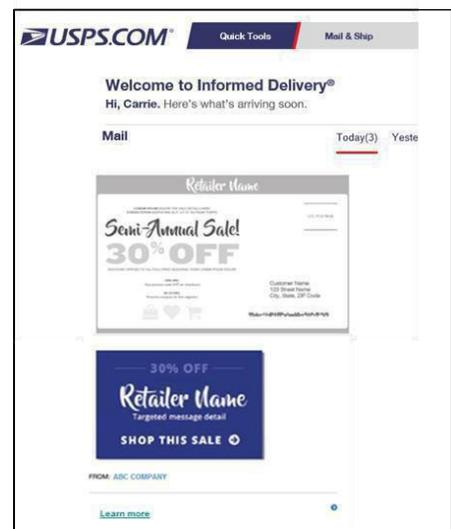 USPS.COM®
Quick Tools
Mail & Ship
Welcome to Informed Delivery®
Hi, Carrie. Here's what's arriving soon.
Mail
Today(3)
Yeste
Retailer Name
Semi-Annual Sale!
30% OFF
Customer Name
123 Street Name
City, State, ZIP Code
30% OFF
Retailer Name
Targeted message detail
SHOP THIS SALE
FROM: ABC COMPANY
Learn more